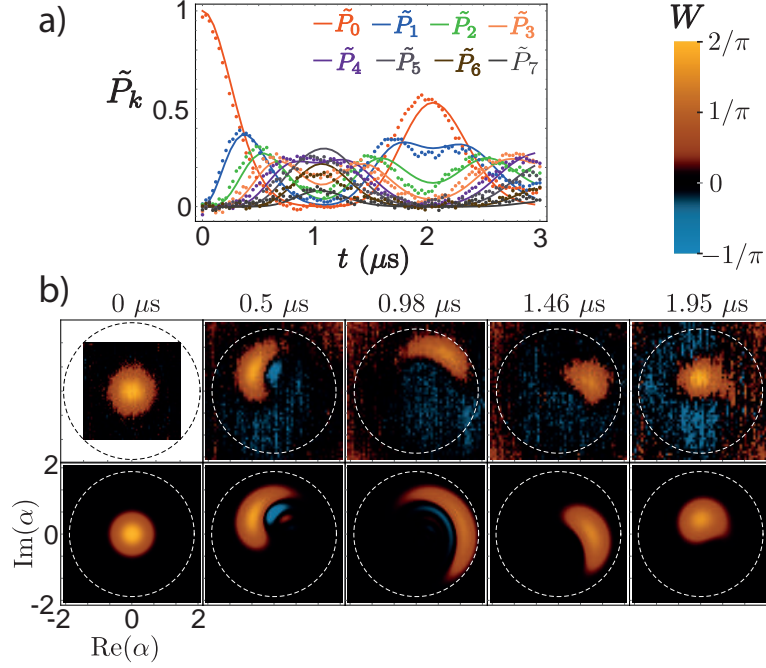 a)
P̃₀ P̃₁ P̃₂ P̃₃
P̃₄ P̃₅ P̃₆ P̃₇
P̃ₖ
1
0.5
0
0 1 2 3
t (μs)
W
2/π
1/π
0
−1/π
b)
0 μs 0.5 μs 0.98 μs 1.46 μs 1.95 μs
2
0
-2
Im(α)
-2 0 2
Re(α)